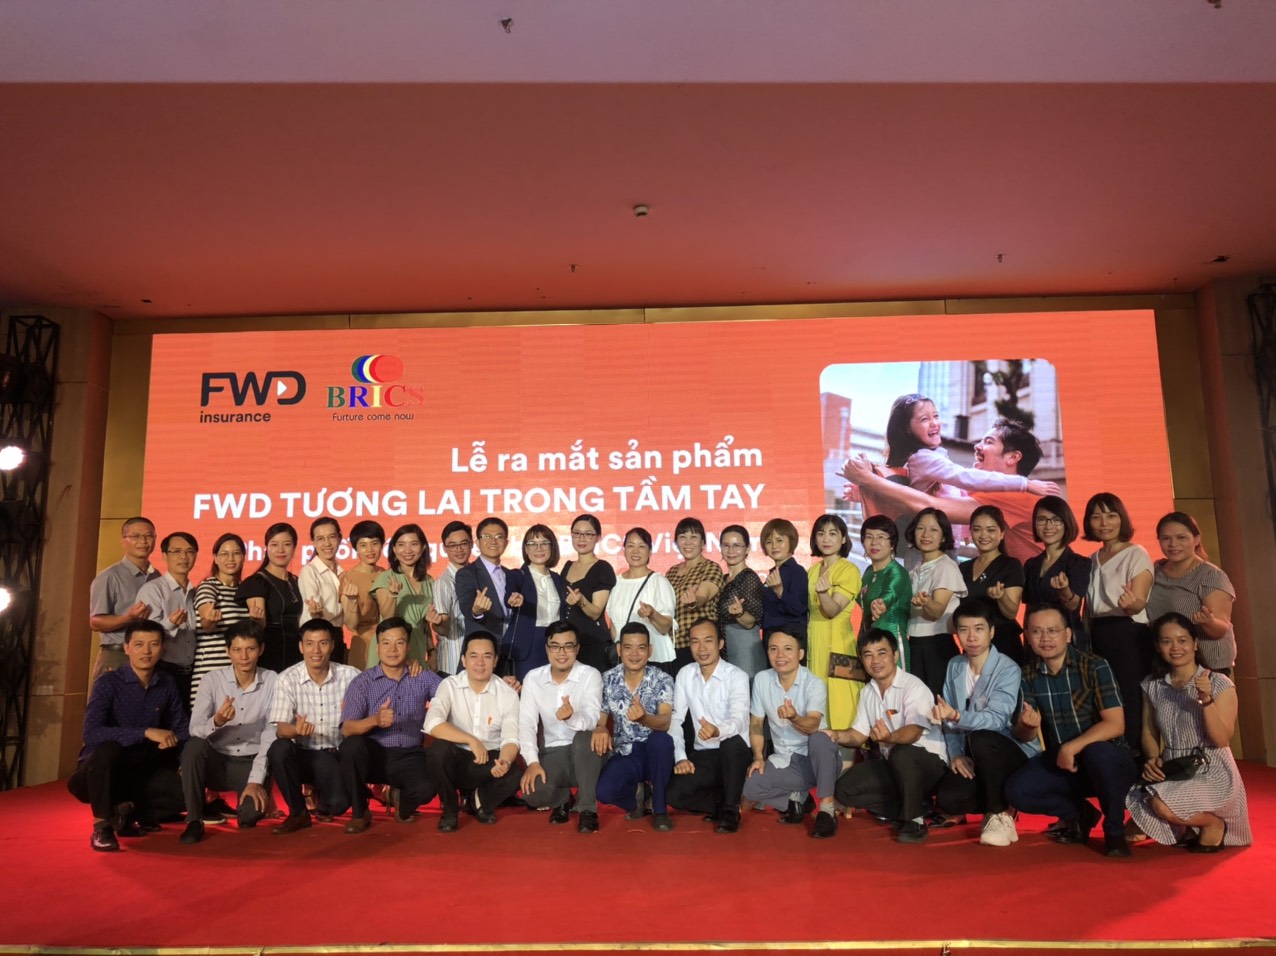 FWD
insurance
BRICS
Furture come now
Lễ ra mắt sản phẩm
FWD TƯƠNG LAI TRONG TẦM TAY